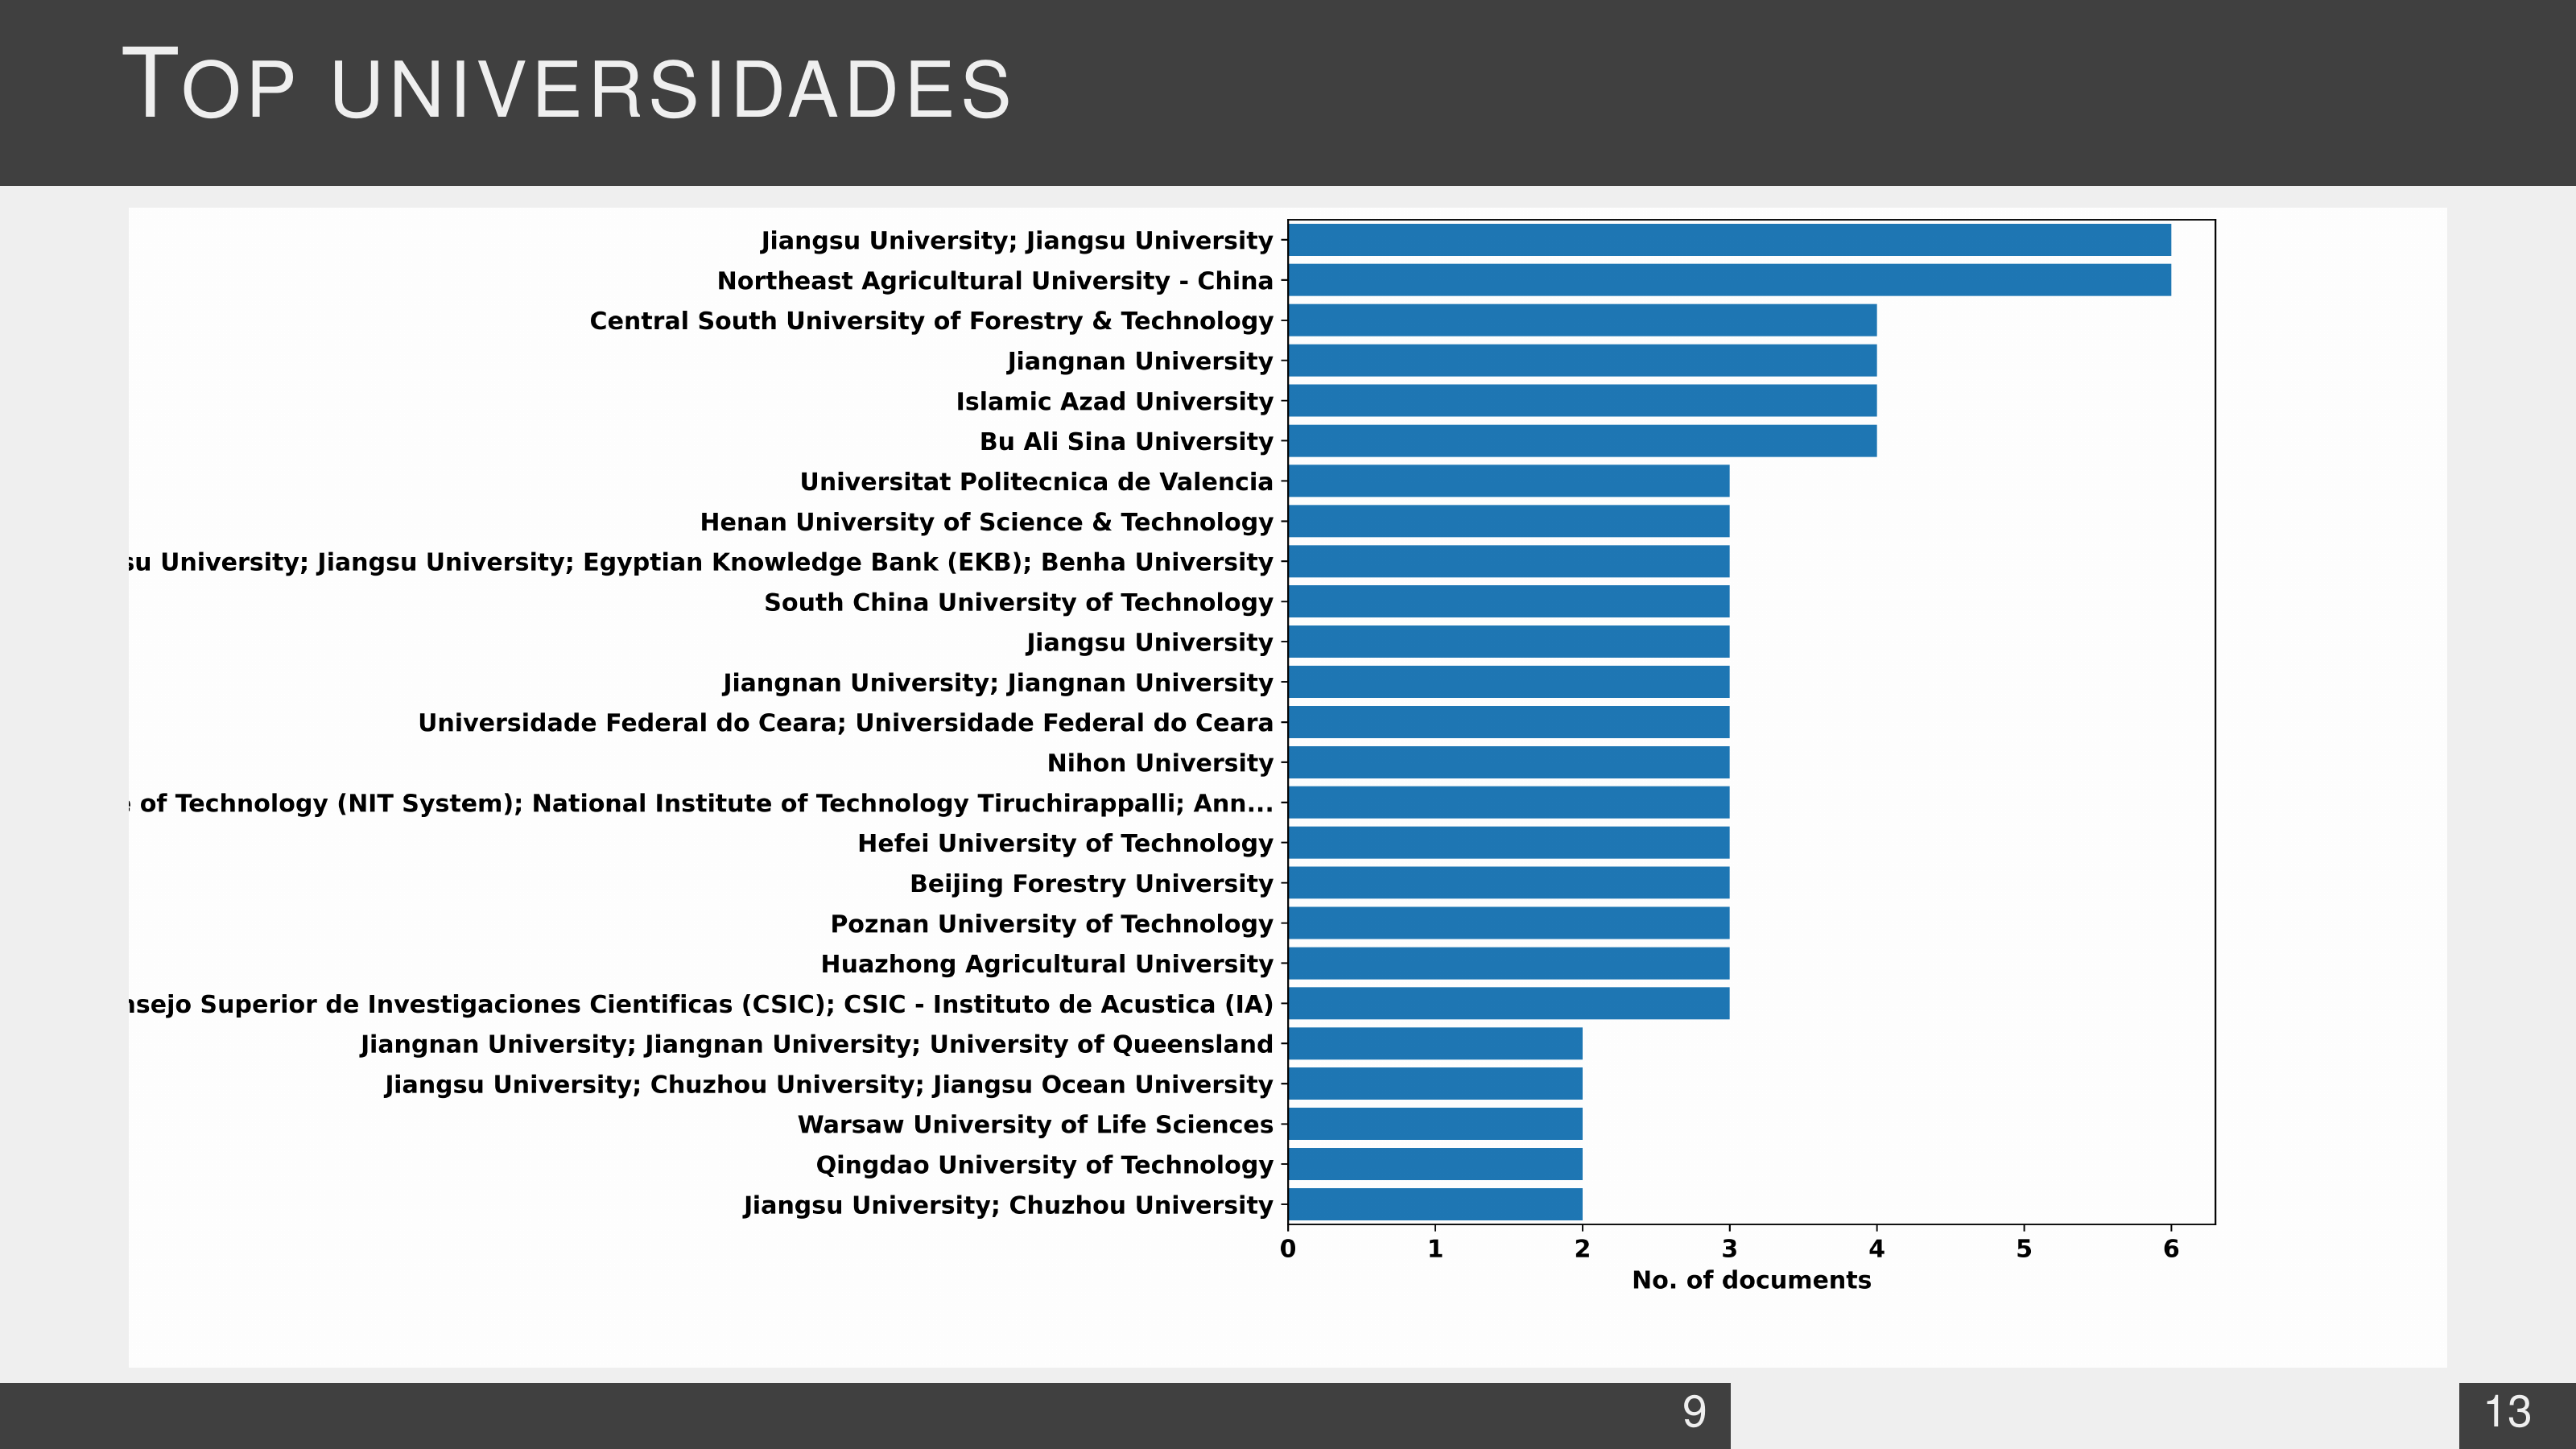 TOP UNIVERSIDADES
Jiangsu University; Jiangsu University
Northeast Agricultural University - China
Central South University of Forestry & Technology
Jiangnan University
Islamic Azad University
Bu Ali Sina University
Universitat Politecnica de Valencia
Henan University of Science & Technology
su University; Jiangsu University; Egyptian Knowledge Bank (EKB); Benha University
South China University of Technology
Jiangsu University
Jiangnan University; Jiangnan University
Universidade Federal do Ceara; Universidade Federal do Ceara
Nihon University
of Technology (NIT System); National Institute of Technology Tiruchirappalli; Ann...
Hefei University of Technology
Beijing Forestry University
Poznan University of Technology
Huazhong Agricultural University
nsejo Superior de Investigaciones Cientificas (CSIC); CSIC - Instituto de Acustica (IA)
Jiangnan University; Jiangnan University; University of Queensland
Jiangsu University; Chuzhou University; Jiangsu Ocean University
Warsaw University of Life Sciences
Qingdao University of Technology
Jiangsu University; Chuzhou University
0 1 2 3 4 5 6
No. of documents
9 13